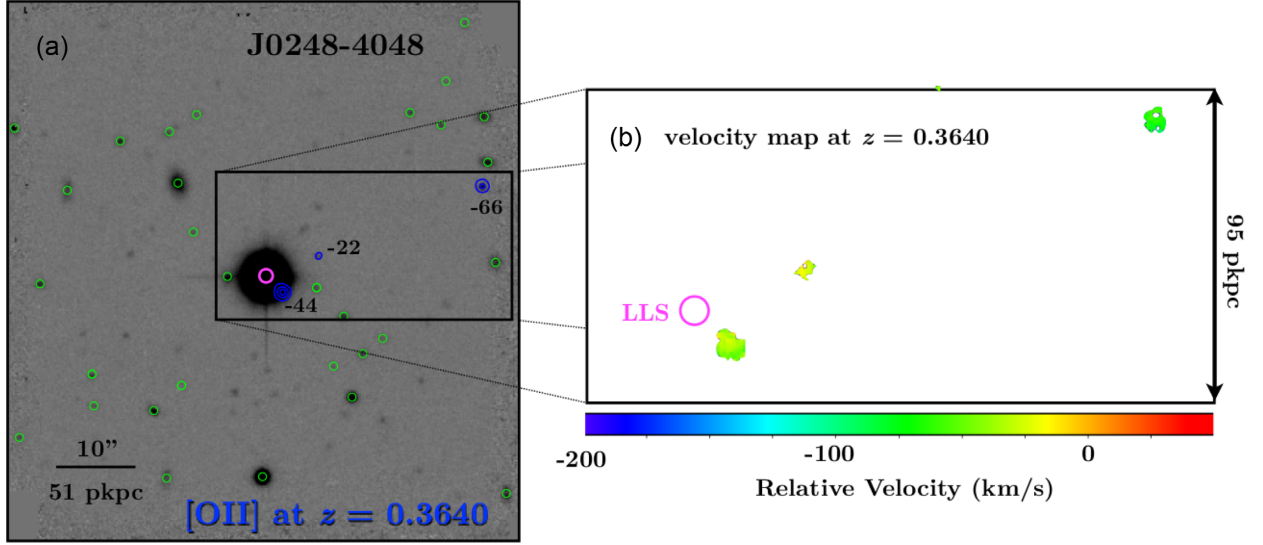 (a)
J0248-4048
-66
-22
-44
10”
51 pkpc
[OII] at z = 0.3640
(b) velocity map at z = 0.3640
LLS
95 pkpc
-200 -100 0
Relative Velocity (km/s)